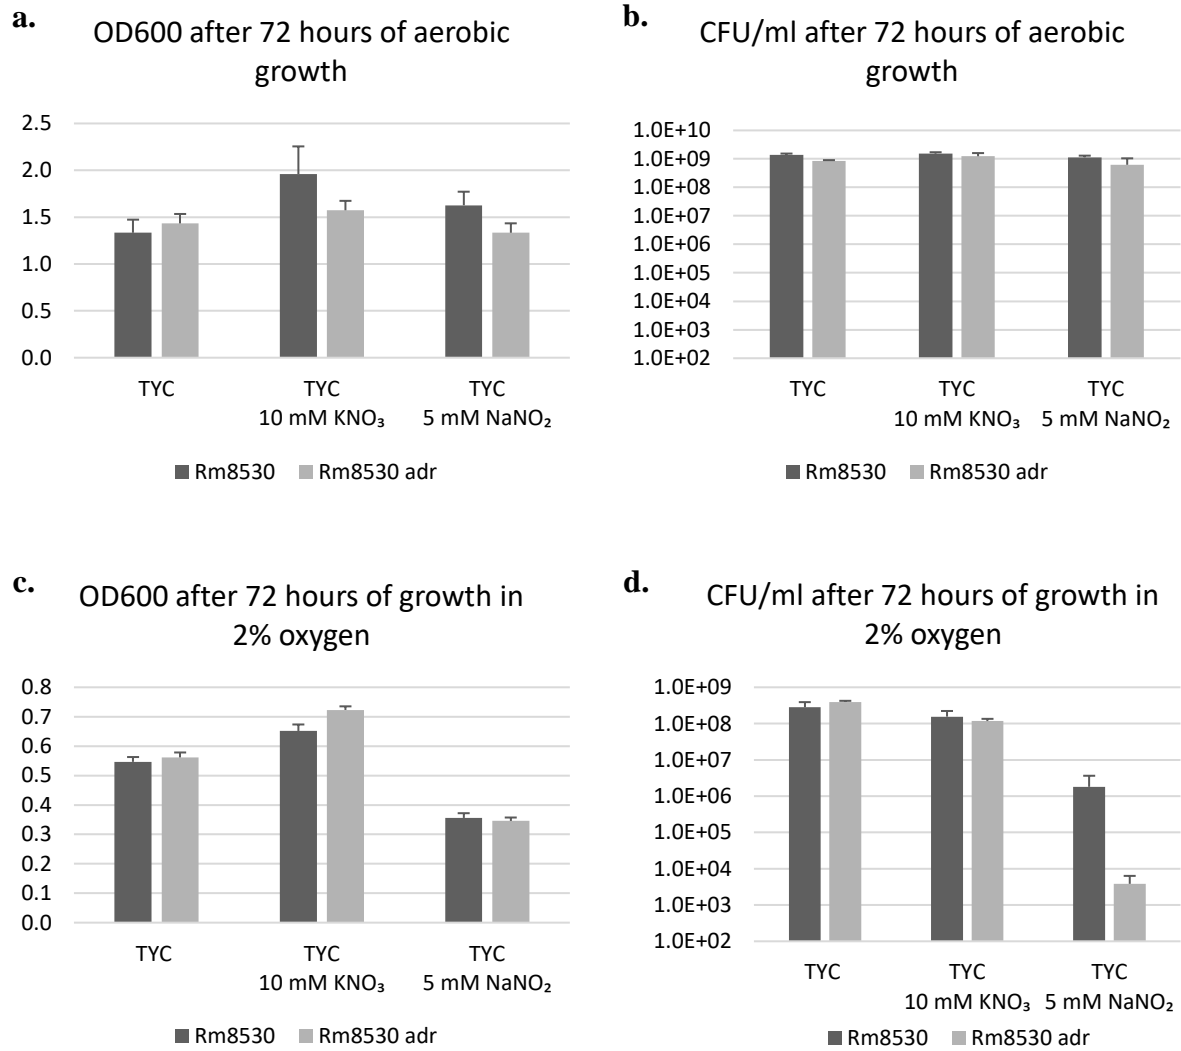 a.
OD600 after 72 hours of aerobic
growth
2.5
2.0
1.5
1.0
0.5
0.0
TYC
TYC
10 mM KNO₃
TYC
5 mM NaNO₂
Rm8530 Rm8530 adr
b.
CFU/ml after 72 hours of aerobic
growth
1.0E+10
1.0E+09
1.0E+08
1.0E+07
1.0E+06
1.0E+05
1.0E+04
1.0E+03
1.0E+02
TYC
TYC
10 mM KNO₃
TYC
5 mM NaNO₂
Rm8530 Rm8530 adr
c.
OD600 after 72 hours of growth in
2% oxygen
0.8
0.7
0.6
0.5
0.4
0.3
0.2
0.1
0.0
TYC
TYC
10 mM KNO₃
TYC
5 mM NaNO₂
Rm8530 Rm8530 adr
d.
CFU/ml after 72 hours of growth in
2% oxygen
1.0E+09
1.0E+08
1.0E+07
1.0E+06
1.0E+05
1.0E+04
1.0E+03
1.0E+02
TYC
TYC
10 mM KNO₃
TYC
5 mM NaNO₂
Rm8530 Rm8530 adr